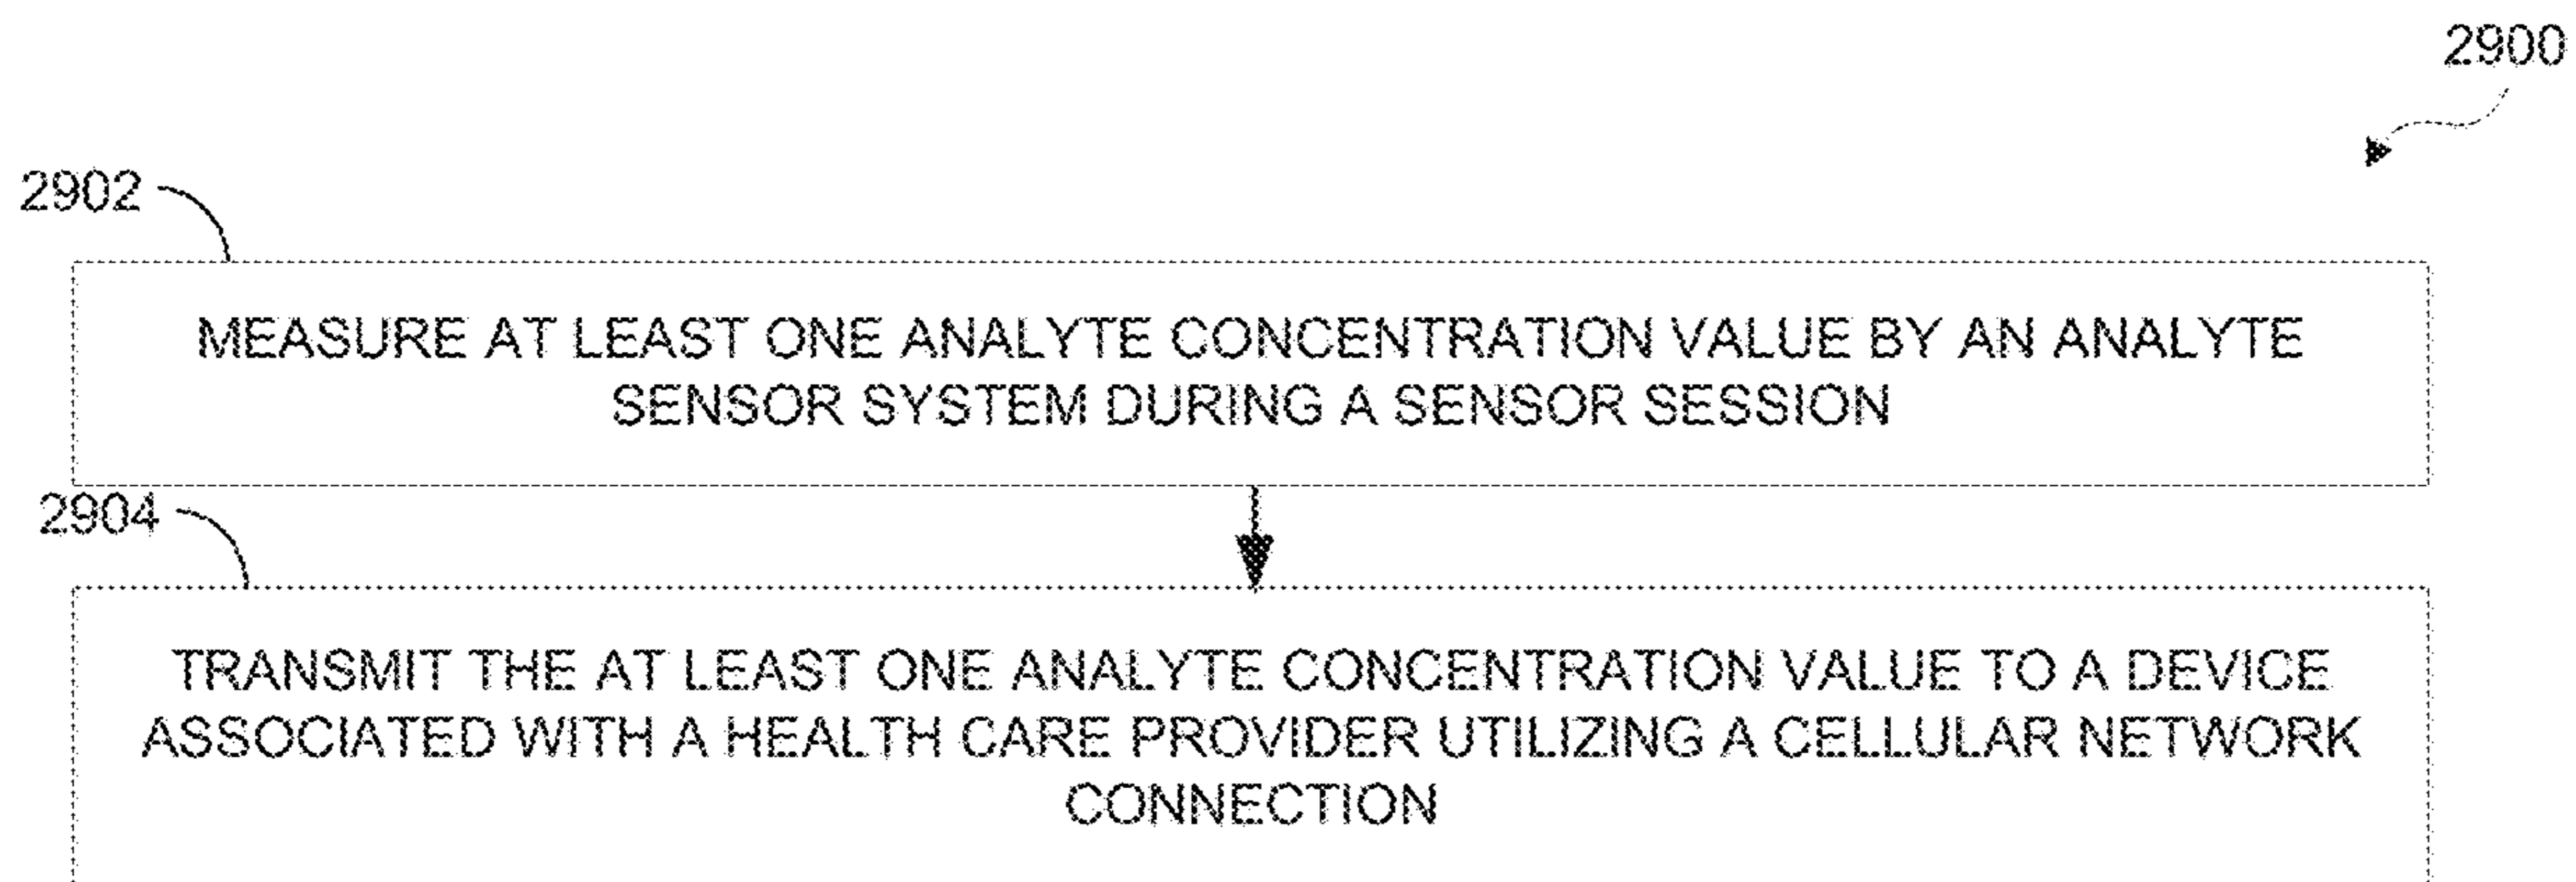 2900
2902
MEASURE AT LEAST ONE ANALYTE CONCENTRATION VALUE BY AN ANALYTE
SENSOR SYSTEM DURING A SENSOR SESSION
2904
TRANSMIT THE AT LEAST ONE ANALYTE CONCENTRATION VALUE TO A DEVICE
ASSOCIATED WITH A HEALTH CARE PROVIDER UTILIZING A CELLULAR NETWORK
CONNECTION